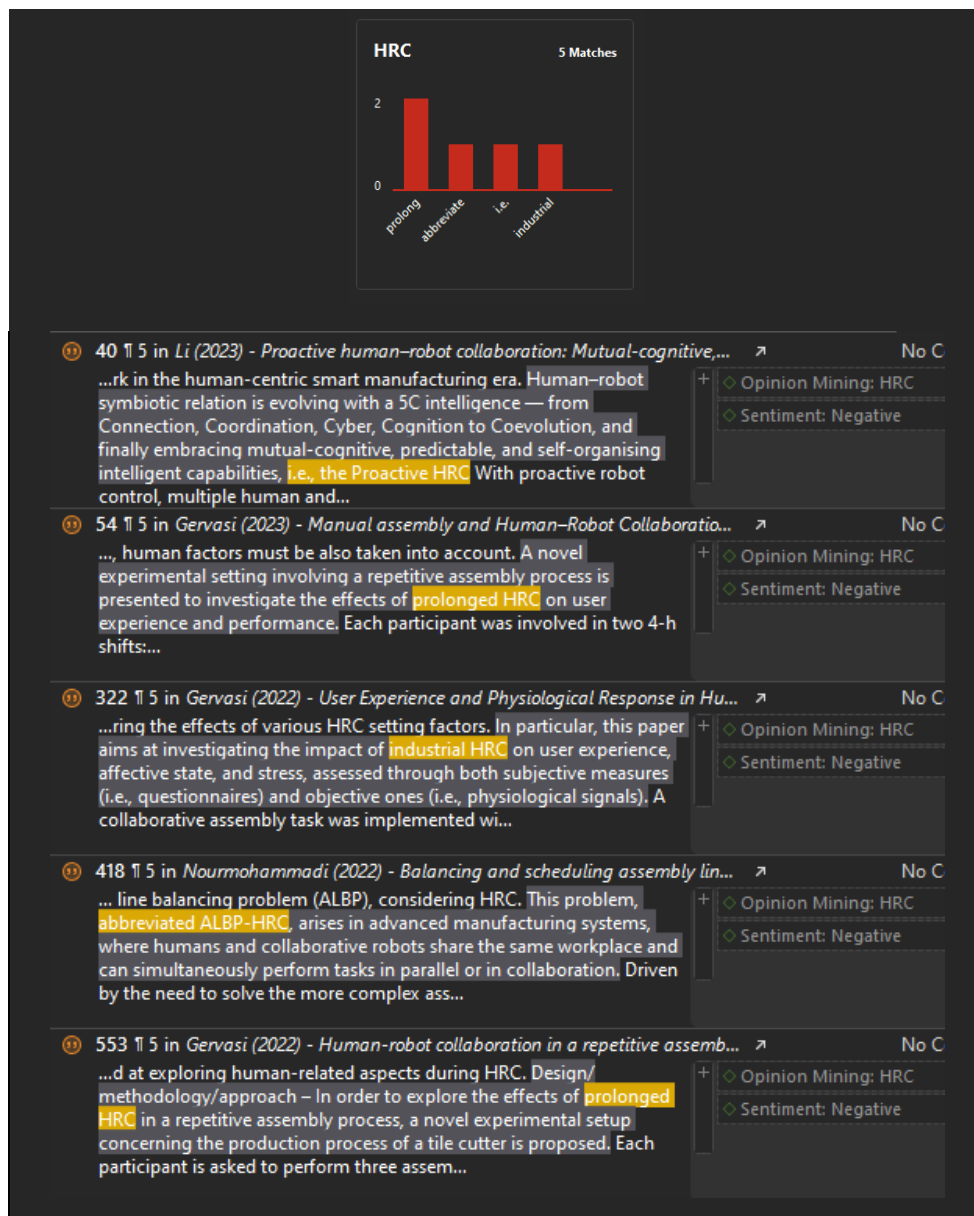 HRC 5 Matches
2
0
prolong
abbreviate
i.e.
industrial
40 ¶ 5 in Li (2023) - Proactive human–robot collaboration: Mutual-cognitive,... ↗ No C
...rk in the human-centric smart manufacturing era. Human–robot
symbiotic relation is evolving with a 5C intelligence — from
Connection, Coordination, Cyber, Cognition to Coevolution, and
finally embracing mutual-cognitive, predictable, and self-organising
intelligent capabilities, i.e., the Proactive HRC With proactive robot
control, multiple human and...
+ ◇ Opinion Mining: HRC
◇ Sentiment: Negative
54 ¶ 5 in Gervasi (2023) - Manual assembly and Human–Robot Collaboratio... ↗ No C
..., human factors must be also taken into account. A novel
experimental setting involving a repetitive assembly process is
presented to investigate the effects of prolonged HRC on user
experience and performance. Each participant was involved in two 4-h
shifts:...
+ ◇ Opinion Mining: HRC
◇ Sentiment: Negative
322 ¶ 5 in Gervasi (2022) - User Experience and Physiological Response in Hu... ↗ No C
...ring the effects of various HRC setting factors. In particular, this paper
aims at investigating the impact of industrial HRC on user experience,
affective state, and stress, assessed through both subjective measures
(i.e., questionnaires) and objective ones (i.e., physiological signals). A
collaborative assembly task was implemented wi...
+ ◇ Opinion Mining: HRC
◇ Sentiment: Negative
418 ¶ 5 in Nourmohammadi (2022) - Balancing and scheduling assembly lin... ↗ No C
... line balancing problem (ALBP), considering HRC. This problem,
abbreviated ALBP-HRC, arises in advanced manufacturing systems,
where humans and collaborative robots share the same workplace and
can simultaneously perform tasks in parallel or in collaboration. Driven
by the need to solve the more complex ass...
+ ◇ Opinion Mining: HRC
◇ Sentiment: Negative
553 ¶ 5 in Gervasi (2022) - Human-robot collaboration in a repetitive assemb... ↗ No C
...d at exploring human-related aspects during HRC. Design/
methodology/approach – In order to explore the effects of prolonged
HRC in a repetitive assembly process, a novel experimental setup
concerning the production process of a tile cutter is proposed. Each
participant is asked to perform three assem...
+ ◇ Opinion Mining: HRC
◇ Sentiment: Negative